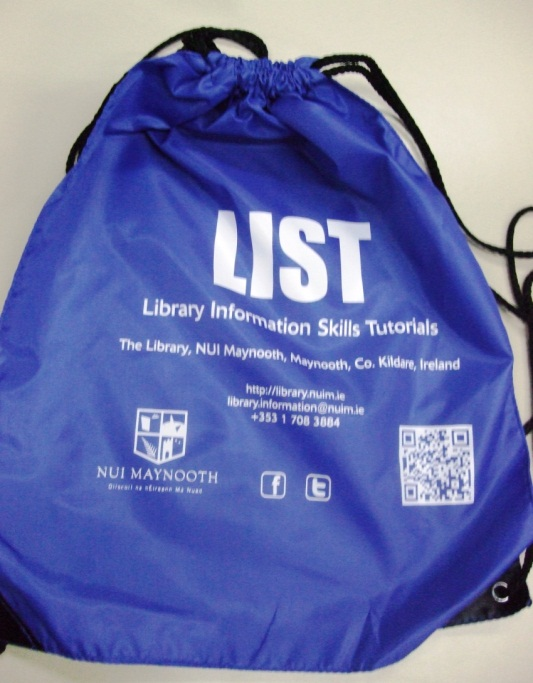 LIST
Library Information Skills Tutorials
The Library, NUI Maynooth, Maynooth, Co. Kildare, Ireland
http://library.nuim.ie
library.information@nuim.ie
+353 1 708 3884
NUI MAYNOOTH
Ollscoil na hÉireann Má Nuad
f t